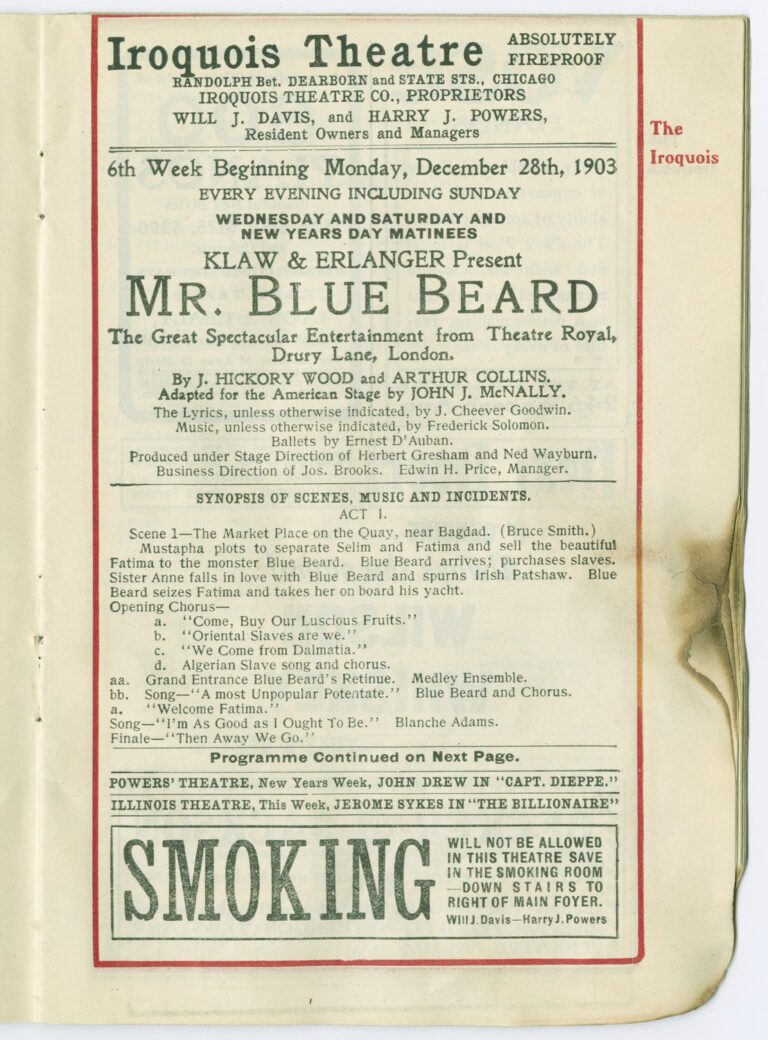 Iroquois Theatre ABSOLUTELY FIREPROOF
RANDOLPH Bet. DEARBORN and STATE STS., CHICAGO
IROQUOIS THEATRE CO., PROPRIETORS
WILL J. DAVIS, and HARRY J. POWERS,
Resident Owners and Managers
The
Iroquois
6th Week Beginning Monday, December 28th, 1903
EVERY EVENING INCLUDING SUNDAY
WEDNESDAY AND SATURDAY AND
NEW YEARS DAY MATINEES
KLAW & ERLANGER Present
MR. BLUE BEARD
The Great Spectacular Entertainment from Theatre Royal,
Drury Lane, London.
By J. HICKORY WOOD and ARTHUR COLLINS.
Adapted for the American Stage by JOHN J. McNALLY.
The Lyrics, unless otherwise indicated, by J. Cheever Goodwin.
Music, unless otherwise indicated, by Frederick Solomon.
Ballets by Ernest D'Auban.
Produced under Stage Direction of Herbert Gresham and Ned Wayburn.
Business Direction of Jos. Brooks. Edwin H. Price, Manager.
SYNOPSIS OF SCENES, MUSIC AND INCIDENTS.
ACT I.
Scene 1—The Market Place on the Quay, near Bagdad. (Bruce Smith.)
Mustapha plots to separate Selim and Fatima and sell the beautiful
Fatima to the monster Blue Beard. Blue Beard arrives; purchases slaves.
Sister Anne falls in love with Blue Beard and spurns Irish Patshaw. Blue
Beard seizes Fatima and takes her on board his yacht.
Opening Chorus—
a. "Come, Buy Our Luscious Fruits."
b. "Oriental Slaves are we."
c. "We Come from Dalmatia."
d. Algerian Slave song and chorus.
aa. Grand Entrance Blue Beard's Retinue. Medley Ensemble.
bb. Song—"A most Unpopular Potentate." Blue Beard and Chorus.
a. "Welcome Fatima."
Song—"I'm As Good as I Ought To Be." Blanche Adams.
Finale—"Then Away We Go."
Programme Continued on Next Page.
POWERS' THEATRE, New Years Week, JOHN DREW IN "CAPT. DIEPPE."
ILLINOIS THEATRE, This Week, JEROME SYKES IN "THE BILLIONAIRE"
SMOKING
WILL NOT BE ALLOWED
IN THIS THEATRE SAVE
IN THE SMOKING ROOM
—DOWN STAIRS TO
RIGHT OF MAIN FOYER.
Will J. Davis—Harry J. Powers